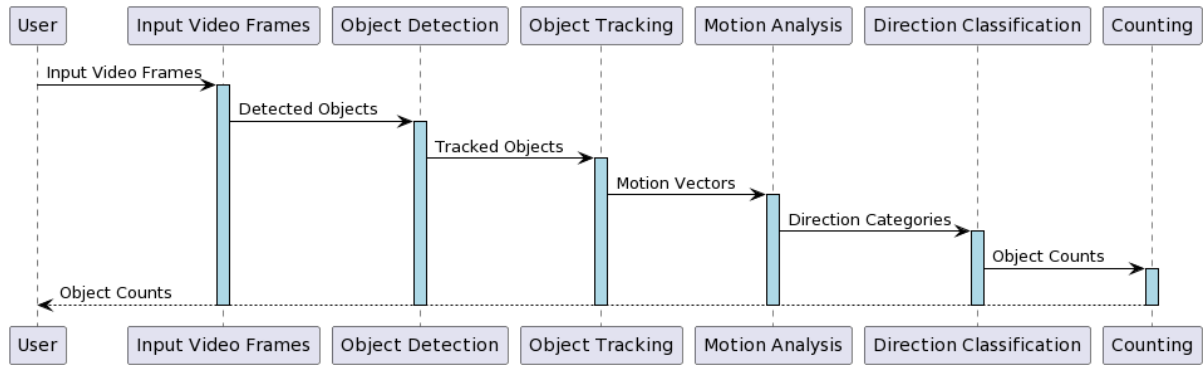 User Input Video Frames Object Detection Object Tracking Motion Analysis Direction Classification Counting
Input Video Frames
Detected Objects
Tracked Objects
Motion Vectors
Direction Categories
Object Counts
Object Counts
User Input Video Frames Object Detection Object Tracking Motion Analysis Direction Classification Counting